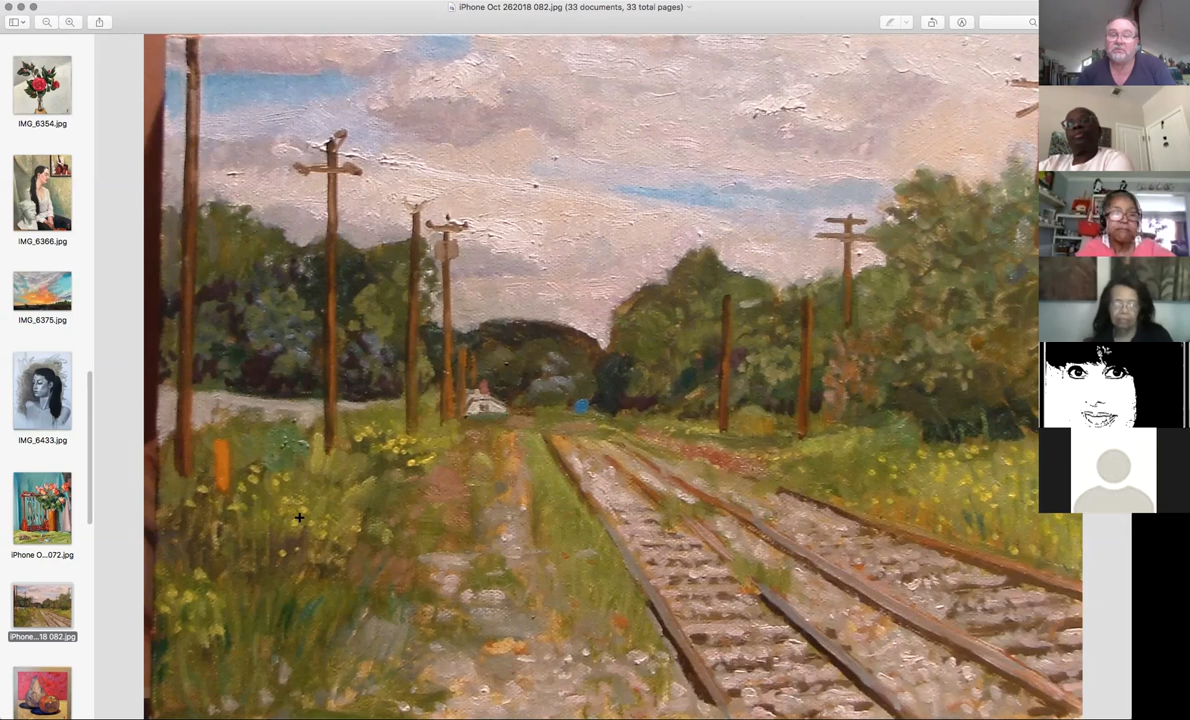 iPhone Oct 262018 082.jpg (33 documents, 33 total pages)
IMG_6354.jpg
IMG_6366.jpg
IMG_6375.jpg
IMG_6433.jpg
iPhone O...072.jpg
iPhone...18 082.jpg